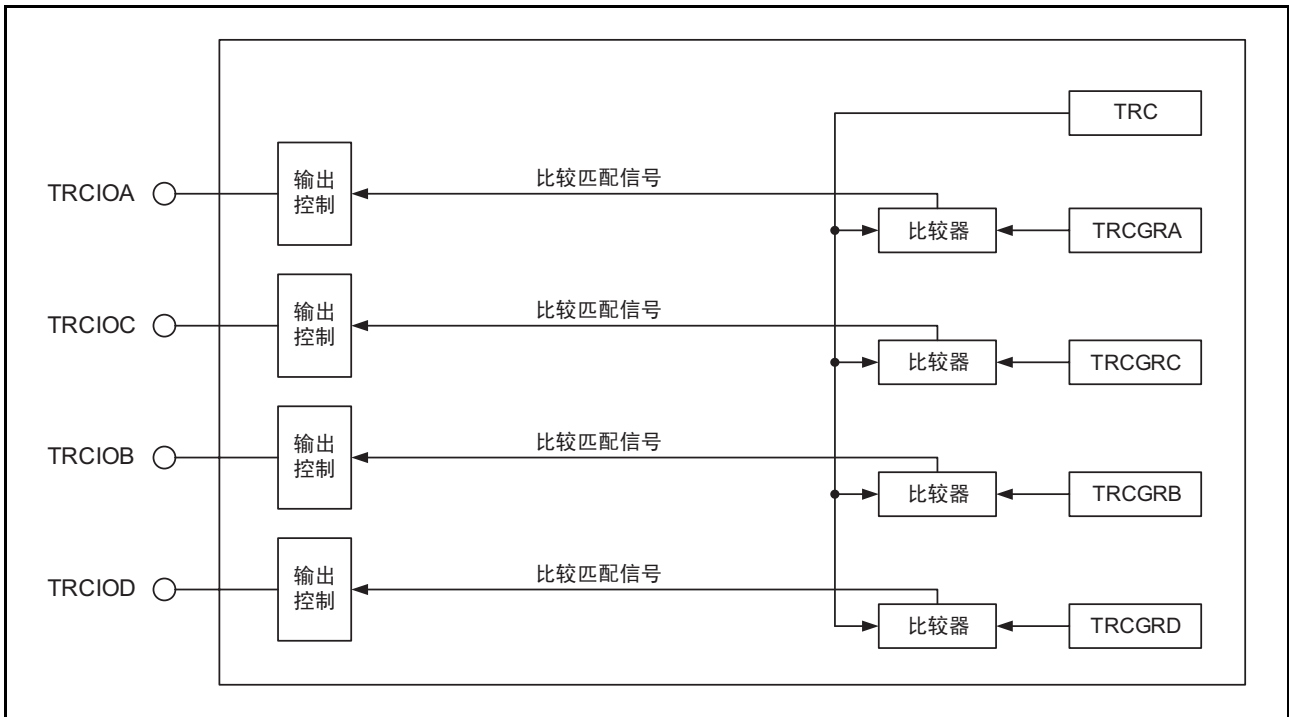 TRC
TRCIOA
输出
控制
比较匹配信号
比较器
TRCGRA
TRCIOC
输出
控制
比较匹配信号
比较器
TRCGRC
TRCIOB
输出
控制
比较匹配信号
比较器
TRCGRB
TRCIOD
输出
控制
比较匹配信号
比较器
TRCGRD